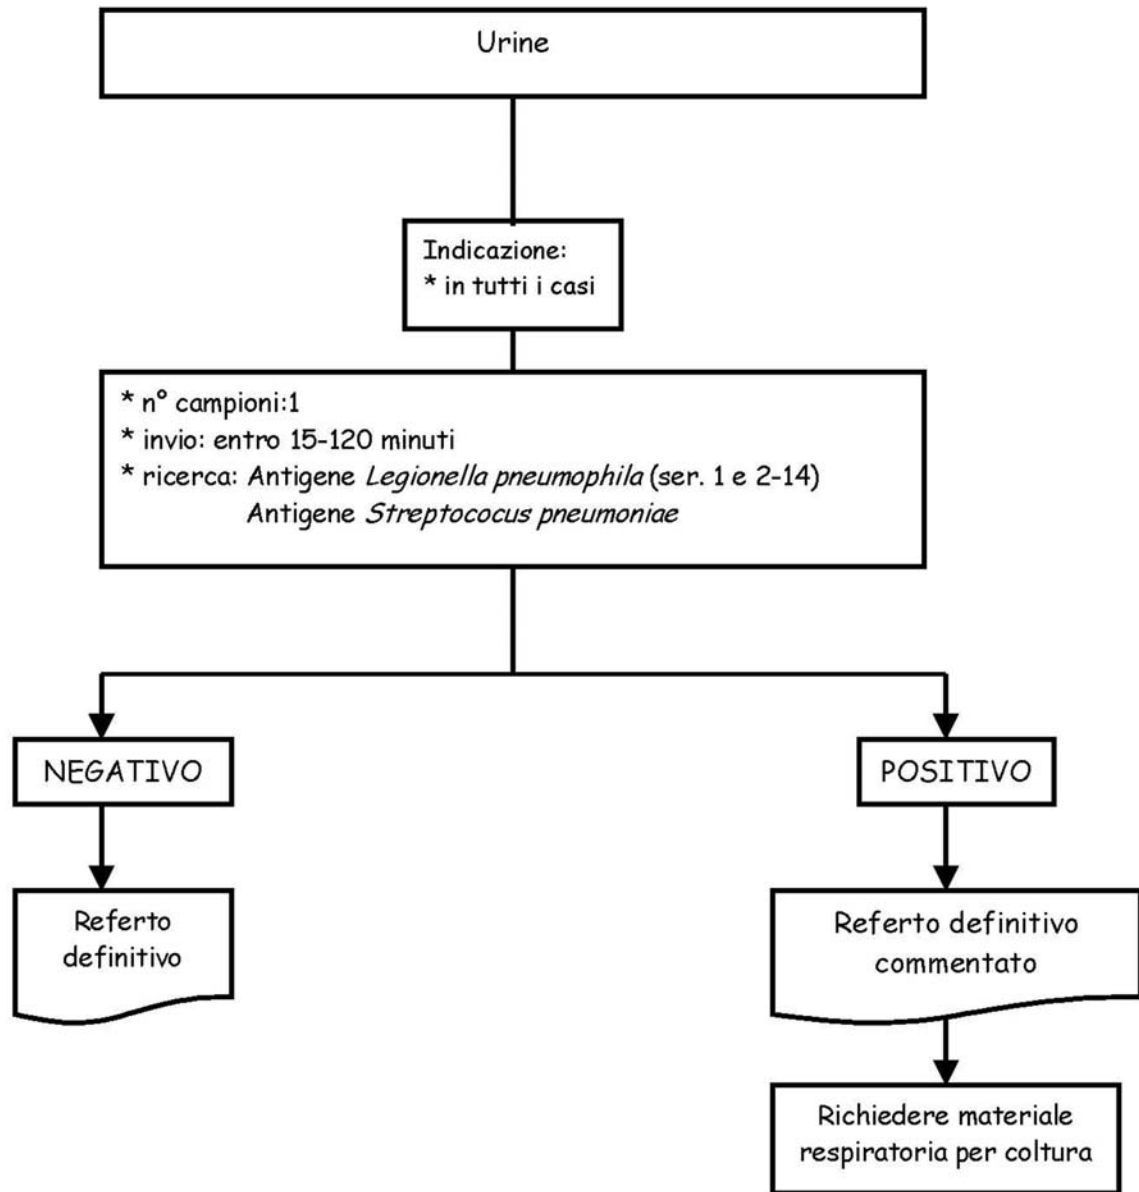 Urine
Indicazione:
* in tutti i casi
* n° campioni:1
* invio: entro 15-120 minuti
* ricerca: Antigene Legionella pneumophila (ser. 1 e 2-14)
Antigene Streptococus pneumoniae
NEGATIVO
POSITIVO
Referto
definitivo
Referto definitivo
commentato
Richiedere materiale
respiratoria per coltura